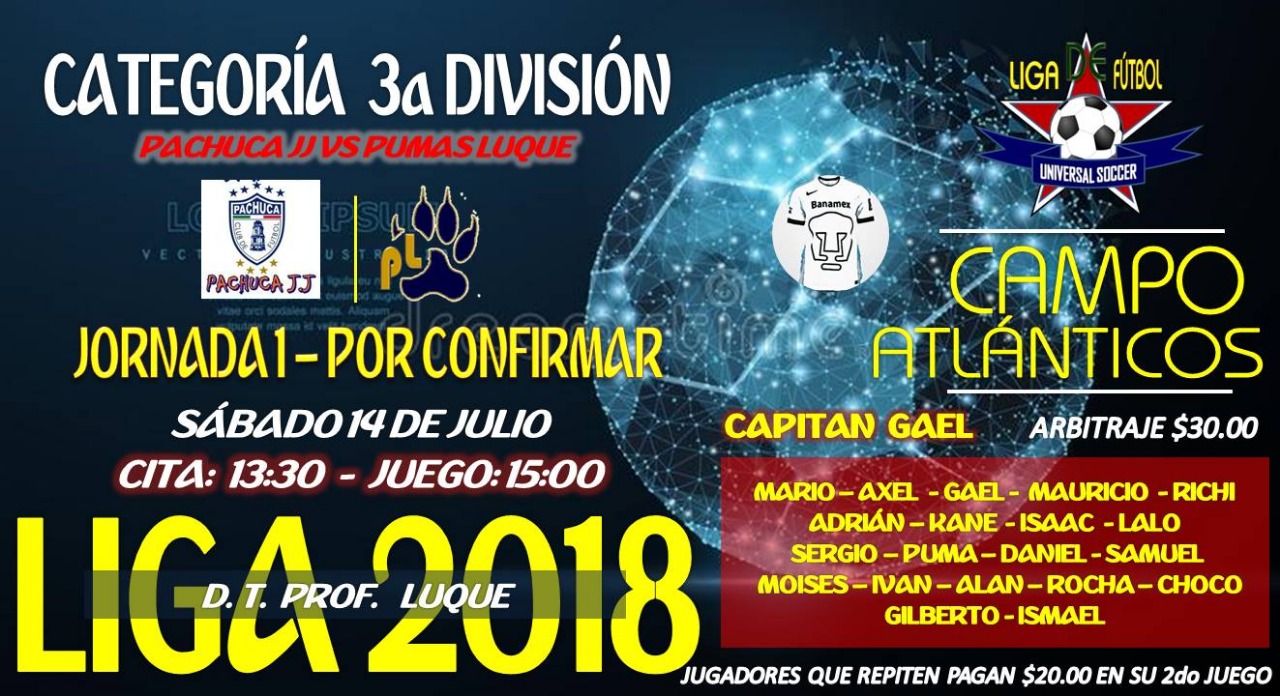 CATEGORÍA 3a DIVISIÓN
PACHUCA JJ VS PUMAS LUQUE
PACHUCA
CLUB DE FUTBOL
PACHUCA JJ
PL
JORNADA 1 – POR CONFIRMAR
SÁBADO 14 DE JULIO
CITA: 13:30 - JUEGO: 15:00
LIGA 2018
D. T. PROF. LUQUE
LIGA DE FÚTBOL
UNIVERSAL SOCCER
Banamex
CAMPO
ATLÁNTICOS
CAPITAN GAEL
ARBITRAJE $30.00
MARIO – AXEL - GAEL - MAURICIO - RICHI
ADRIÁN – KANE - ISAAC - LALO
SERGIO – PUMA – DANIEL - SAMUEL
MOISES – IVAN – ALAN – ROCHA – CHOCO
GILBERTO - ISMAEL
JUGADORES QUE REPITEN PAGAN $20.00 EN SU 2do JUEGO